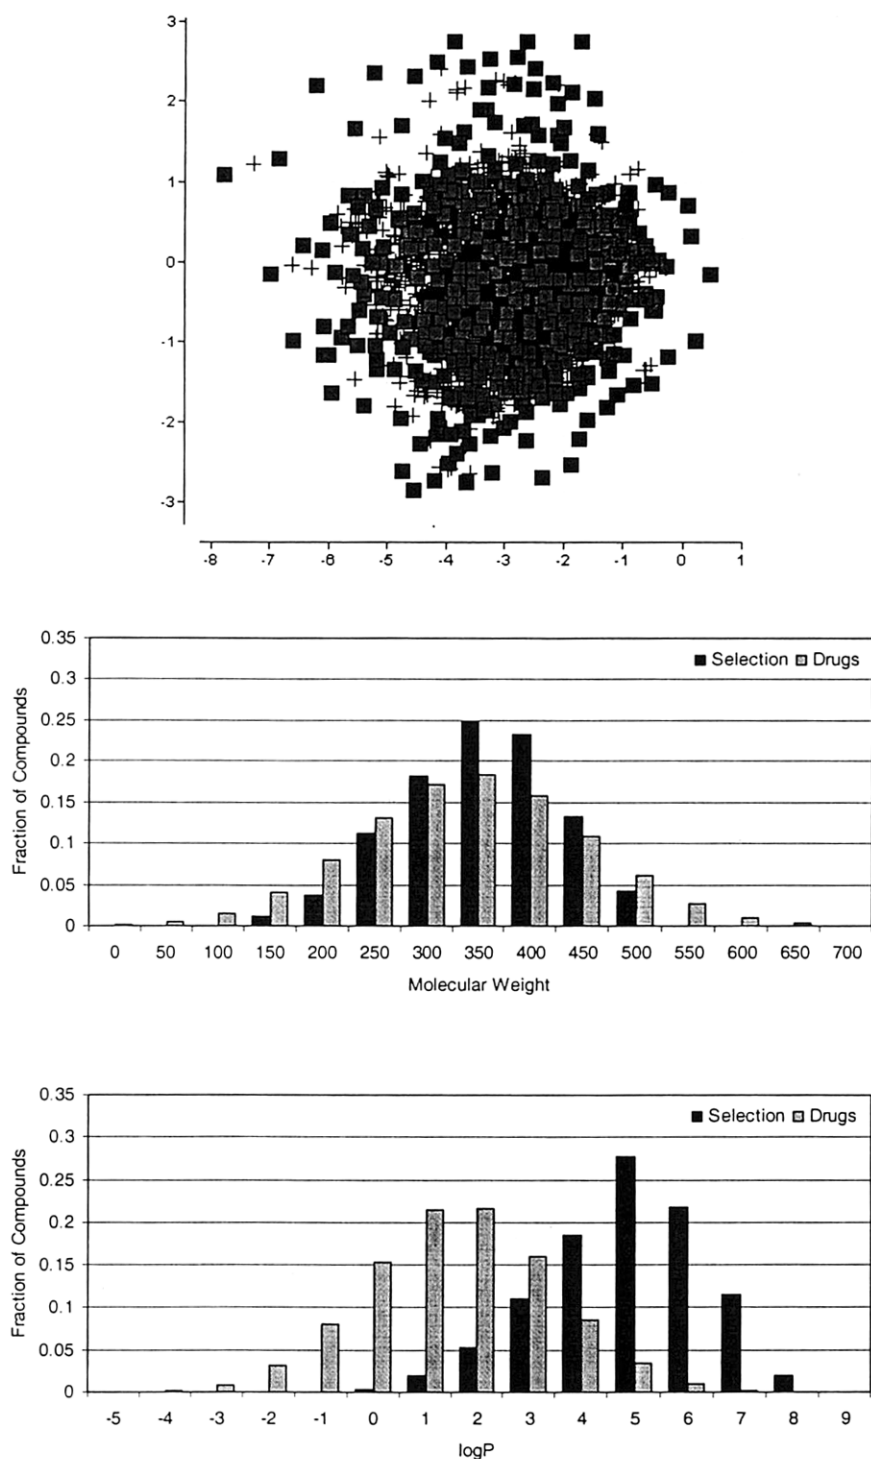 3
2
1
0
-1
-2
-3
-8 -7 -6 -5 -4 -3 -2 -1 0 1
0.35
0.3
0.25
0.2
0.15
0.1
0.05
0
Fraction of Compounds
Selection Drugs
0 50 100 150 200 250 300 350 400 450 500 550 600 650 700
Molecular Weight
0.35
0.3
0.25
0.2
0.15
0.1
0.05
0
Fraction of Compounds
Selection Drugs
-5 -4 -3 -2 -1 0 1 2 3 4 5 6 7 8 9
logP